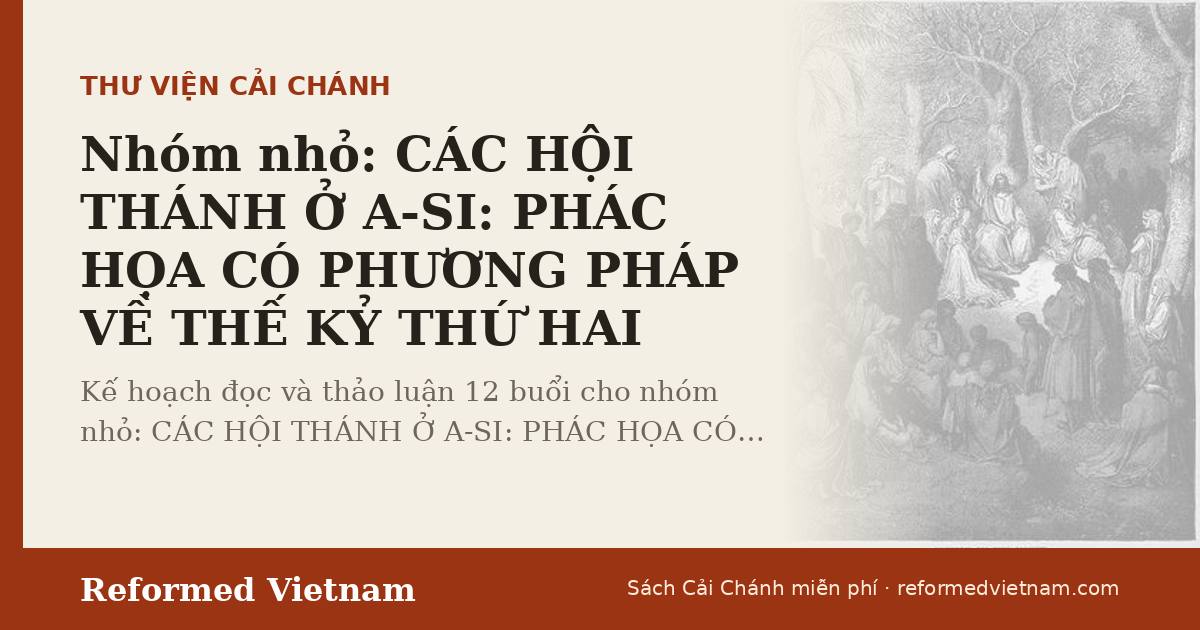 THƯ VIỆN CẢI CHÁNH
Nhóm nhỏ: CÁC HỘI
THÁNH Ở A-SI: PHÁC
HỌA CÓ PHƯƠNG PHÁP
VỀ THẾ KỶ THỨ HAI
Kế hoạch đọc và thảo luận 12 buổi cho nhóm
nhỏ: CÁC HỘI THÁNH Ở A-SI: PHÁC HỌA CÓ...
Reformed Vietnam
Sách Cải Chánh miễn phí · reformedvietnam.com